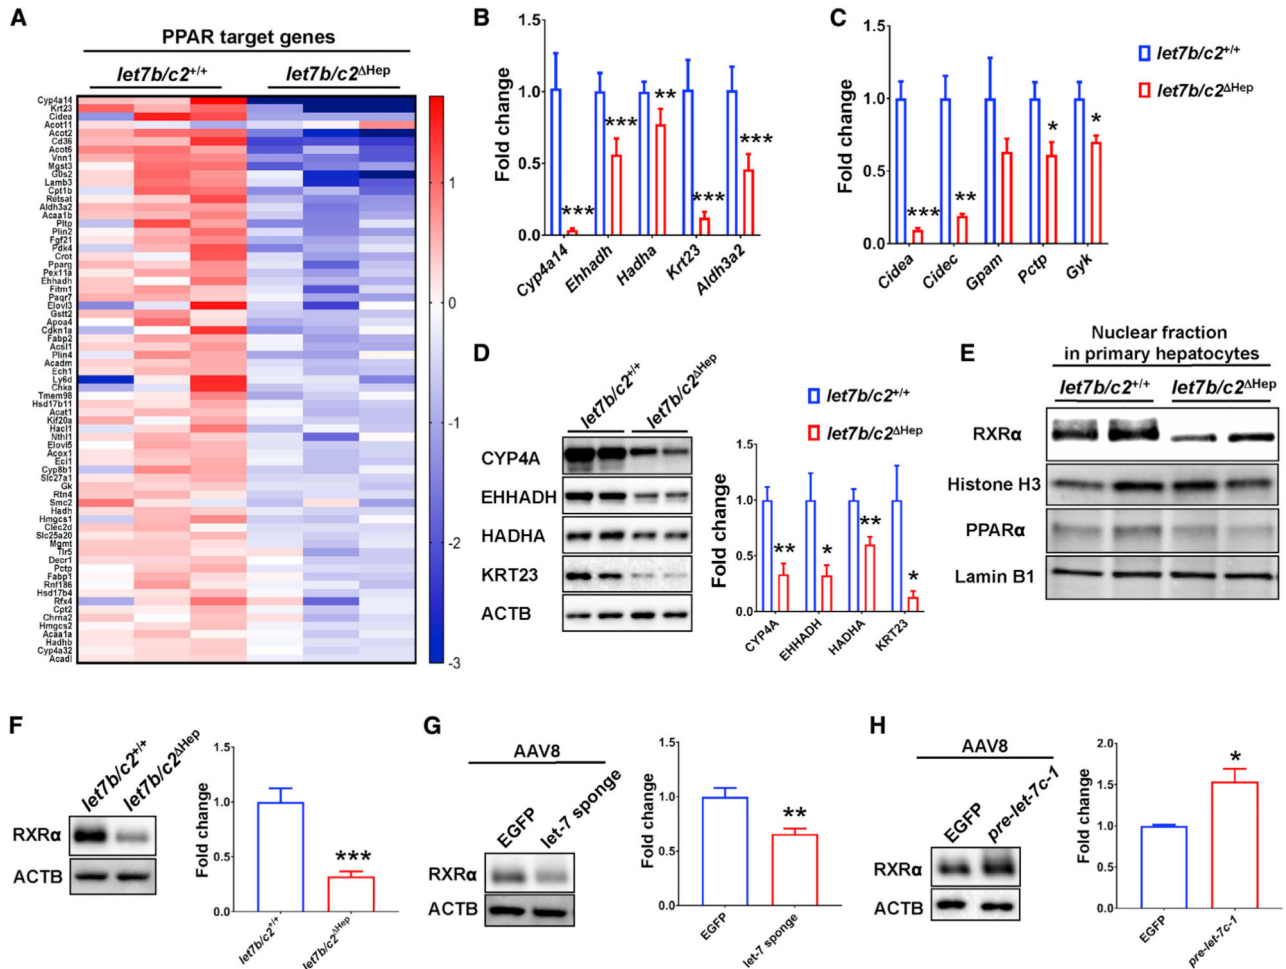 A
PPAR target genes
let7b/c2+/+
let7b/c2ΔHep
Cyp4a14
Krt23
Cidea
Acot11
Acot2
Cd36
Acot6
Vnn1
Mgst3
G0s2
Lamb3
Cpt1b
Retsat
Aldh3a2
Acaa1b
Pltp
Plin2
Fgf21
Pdk4
Crot
Pparg
Pex11a
Ehhadh
Fitm1
Paqr7
Elovl3
Gstt2
Apoa4
Cdkn1a
Fabp2
Acsl1
Plin4
Acadm
Ech1
Ly6d
Chka
Tmem98
Hsd17b11
Acat1
Kif20a
Hacl1
Nthl1
Elovl5
Acox1
Eci1
Cyp8b1
Slc27a1
Gk
Rtn4
Smc2
Hadh
Hmgcs1
Clec2d
Slc25a20
Mgmt
Tlr5
Decr1
Pctp
Fabp1
Rnf186
Hsd17b4
Rfx4
Cpt2
Chrna2
Hmgcs2
Acaa1a
Hadhb
Cyp4a32
Acadl
1
0
-1
-2
-3
B
Fold change
1.5
1.0
0.5
0.0
***
***
**
***
***
Cyp4a14
Ehhadh
Hadha
Krt23
Aldh3a2
C
Fold change
1.5
1.0
0.5
0.0
***
**
*
*
Cidea
Cidec
Gpam
Pctp
Gyk
let7b/c2+/+
let7b/c2ΔHep
D
let7b/c2+/+
let7b/c2ΔHep
CYP4A
EHHADH
HADHA
KRT23
ACTB
let7b/c2+/+
let7b/c2ΔHep
Fold change
1.5
1.0
0.5
0.0
**
*
**
*
CYP4A
EHHADH
HADHA
KRT23
E
Nuclear fraction
in primary hepatocytes
let7b/c2+/+
let7b/c2ΔHep
RXRα
Histone H3
PPARα
Lamin B1
F
let7b/c2+/+
let7b/c2ΔHep
RXRα
ACTB
Fold change
1.5
1.0
0.5
0.0
***
let7b/c2+/+
let7b/c2ΔHep
G
AAV8
EGFP
let-7 sponge
RXRα
ACTB
Fold change
1.5
1.0
0.5
0.0
**
EGFP
let-7 sponge
H
AAV8
EGFP
pre-let-7c-1
RXRα
ACTB
Fold change
2.0
1.5
1.0
0.5
0.0
*
EGFP
pre-let-7c-1